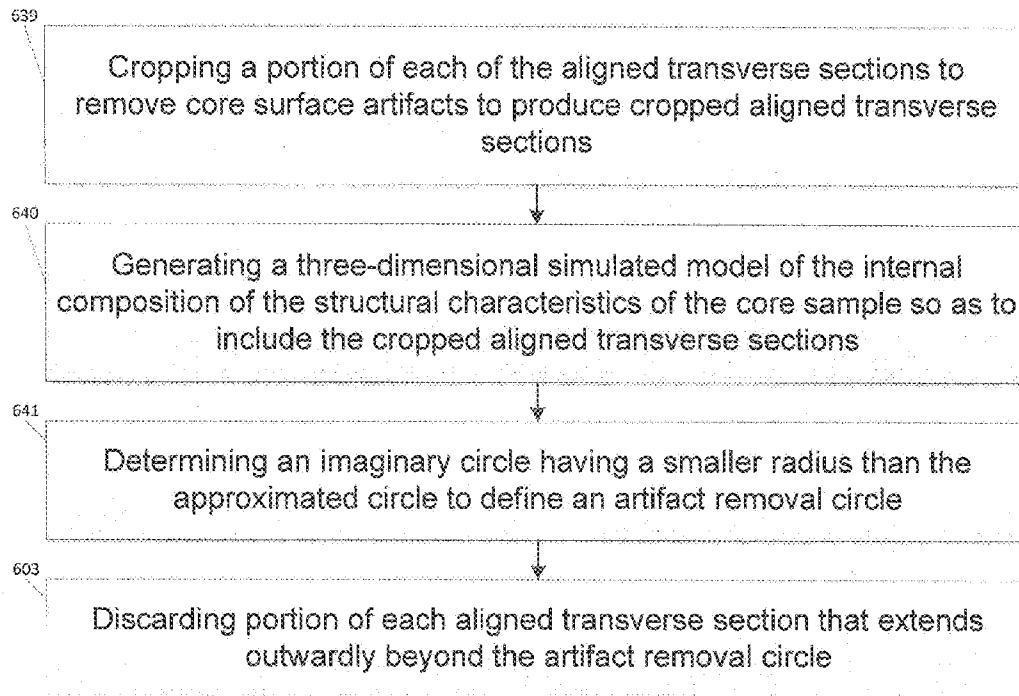 639
Cropping a portion of each of the aligned transverse sections to
remove core surface artifacts to produce cropped aligned transverse
sections
640
Generating a three-dimensional simulated model of the internal
composition of the structural characteristics of the core sample so as to
include the cropped aligned transverse sections
641
Determining an imaginary circle having a smaller radius than the
approximated circle to define an artifact removal circle
603
Discarding portion of each aligned transverse section that extends
outwardly beyond the artifact removal circle